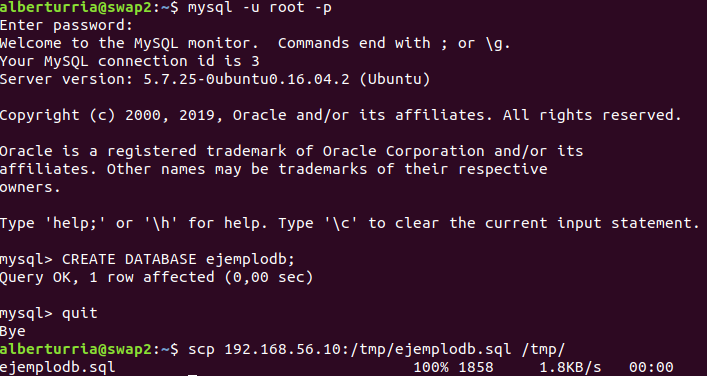 alberturria@swap2:~$ mysql -u root -p
Enter password:
Welcome to the MySQL monitor.  Commands end with ; or \g.
Your MySQL connection id is 3
Server version: 5.7.25-0ubuntu0.16.04.2 (Ubuntu)
Copyright (c) 2000, 2019, Oracle and/or its affiliates. All rights reserved.
Oracle is a registered trademark of Oracle Corporation and/or its
affiliates. Other names may be trademarks of their respective
owners.
Type 'help;' or '\h' for help. Type '\c' to clear the current input statement.
mysql> CREATE DATABASE ejemplodb;
Query OK, 1 row affected (0,00 sec)
mysql> quit
Bye
alberturria@swap2:~$ scp 192.168.56.10:/tmp/ejemplodb.sql /tmp/
ejemplodb.sql 100% 1858 1.8KB/s 00:00